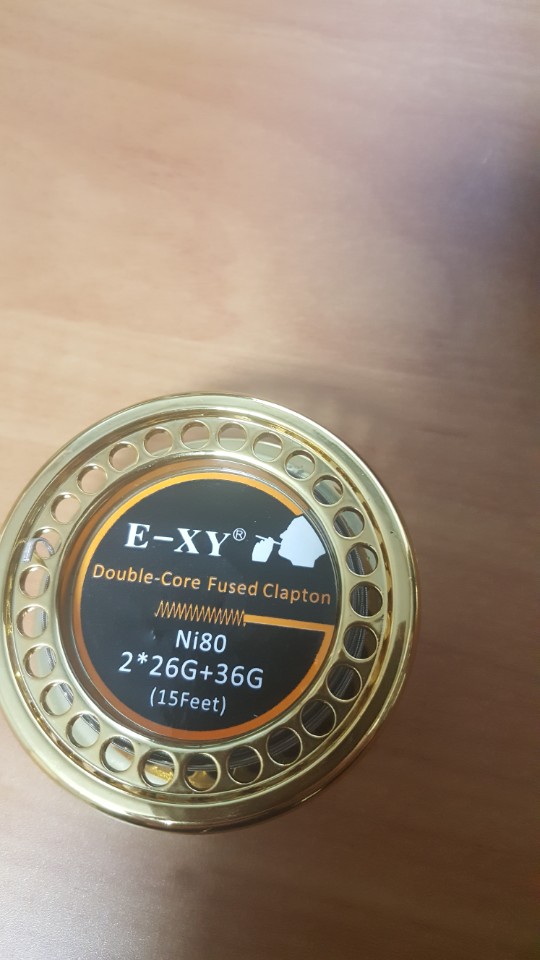 E-XY®
Double-Core Fused Clapton
Ni80
2*26G+36G
(15Feet)